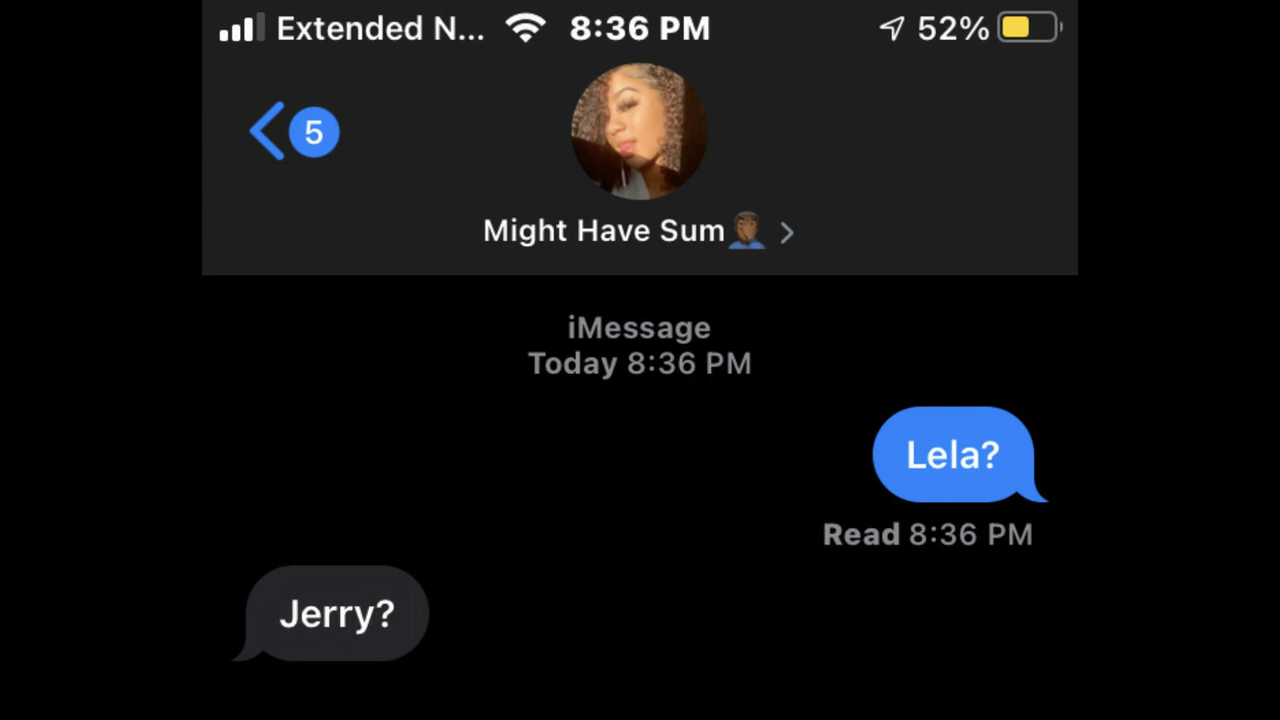 Extended N... 8:36 PM 52%
5
Might Have Sum🤦🏾‍♂️
iMessage
Today 8:36 PM
Lela?
Read 8:36 PM
Jerry?